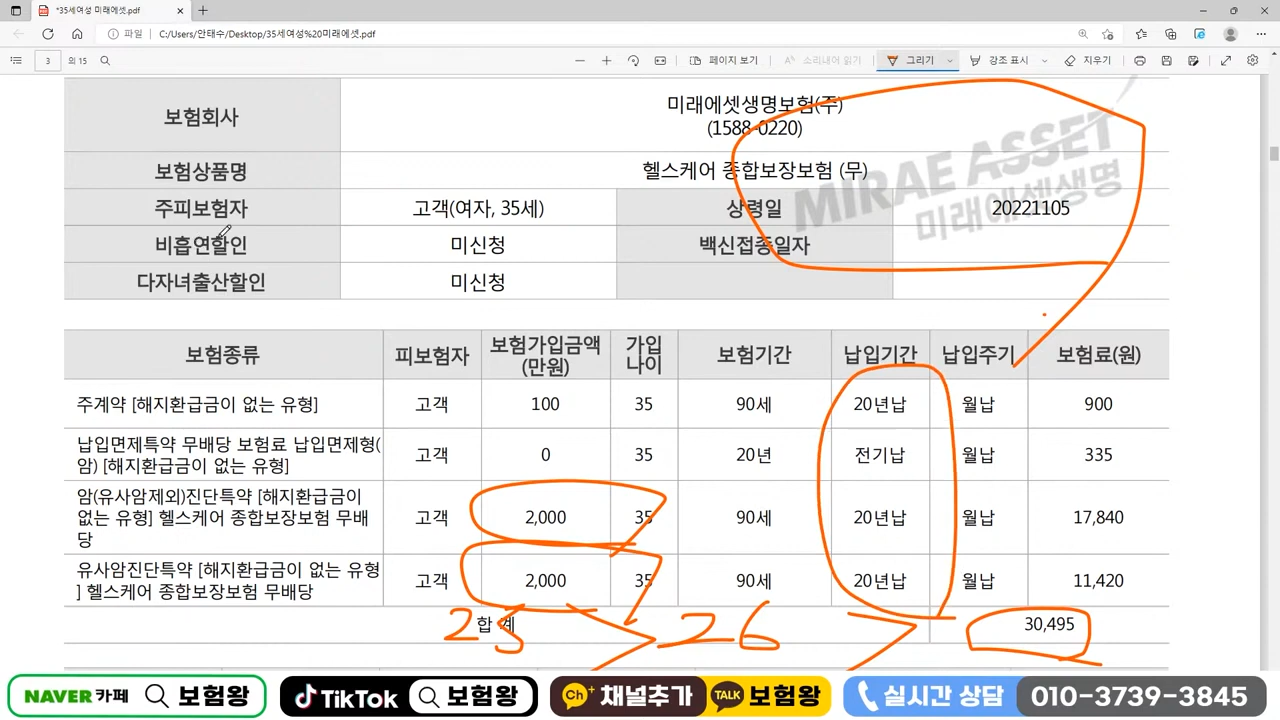 *35세여성 미래에셋.pdf
파일 C:/Users/안태수/Desktop/35세여성%20미래에셋.pdf
3 의 15 페이지 보기 소리내어 읽기 그리기 강조 표시 지우기
보험회사 미래에셋생명보험(주)
(1588-0220)
보험상품명 헬스케어 종합보장보험 (무)
MIRAE ASSET
미래에셋생명
주피보험자 고객(여자, 35세) 상령일 20221105
비흡연할인 미신청 백신접종일자
다자녀출산할인 미신청
보험종류 피보험자 보험가입금액 (만원) 가입 나이 보험기간 납입기간 납입주기 보험료(원)
주계약 [해지환급금이 없는 유형] 고객 100 35 90세 20년납 월납 900
납입면제특약 무배당 보험료 납입면제형(
암) [해지환급금이 없는 유형] 고객 0 35 20년 전기납 월납 335
암(유사암제외)진단특약 [해지환급금이
없는 유형] 헬스케어 종합보장보험 무배
당 고객 2,000 35 90세 20년납 월납 17,840
유사암진단특약 [해지환급금이 없는 유형
] 헬스케어 종합보장보험 무배당 고객 2,000 35 90세 20년납 월납 11,420
합 계 30,495
25 26
NAVER 카페 보험왕 TikTok 보험왕 Ch+ 채널추가 TALK 보험왕 실시간 상담 010-3739-3845